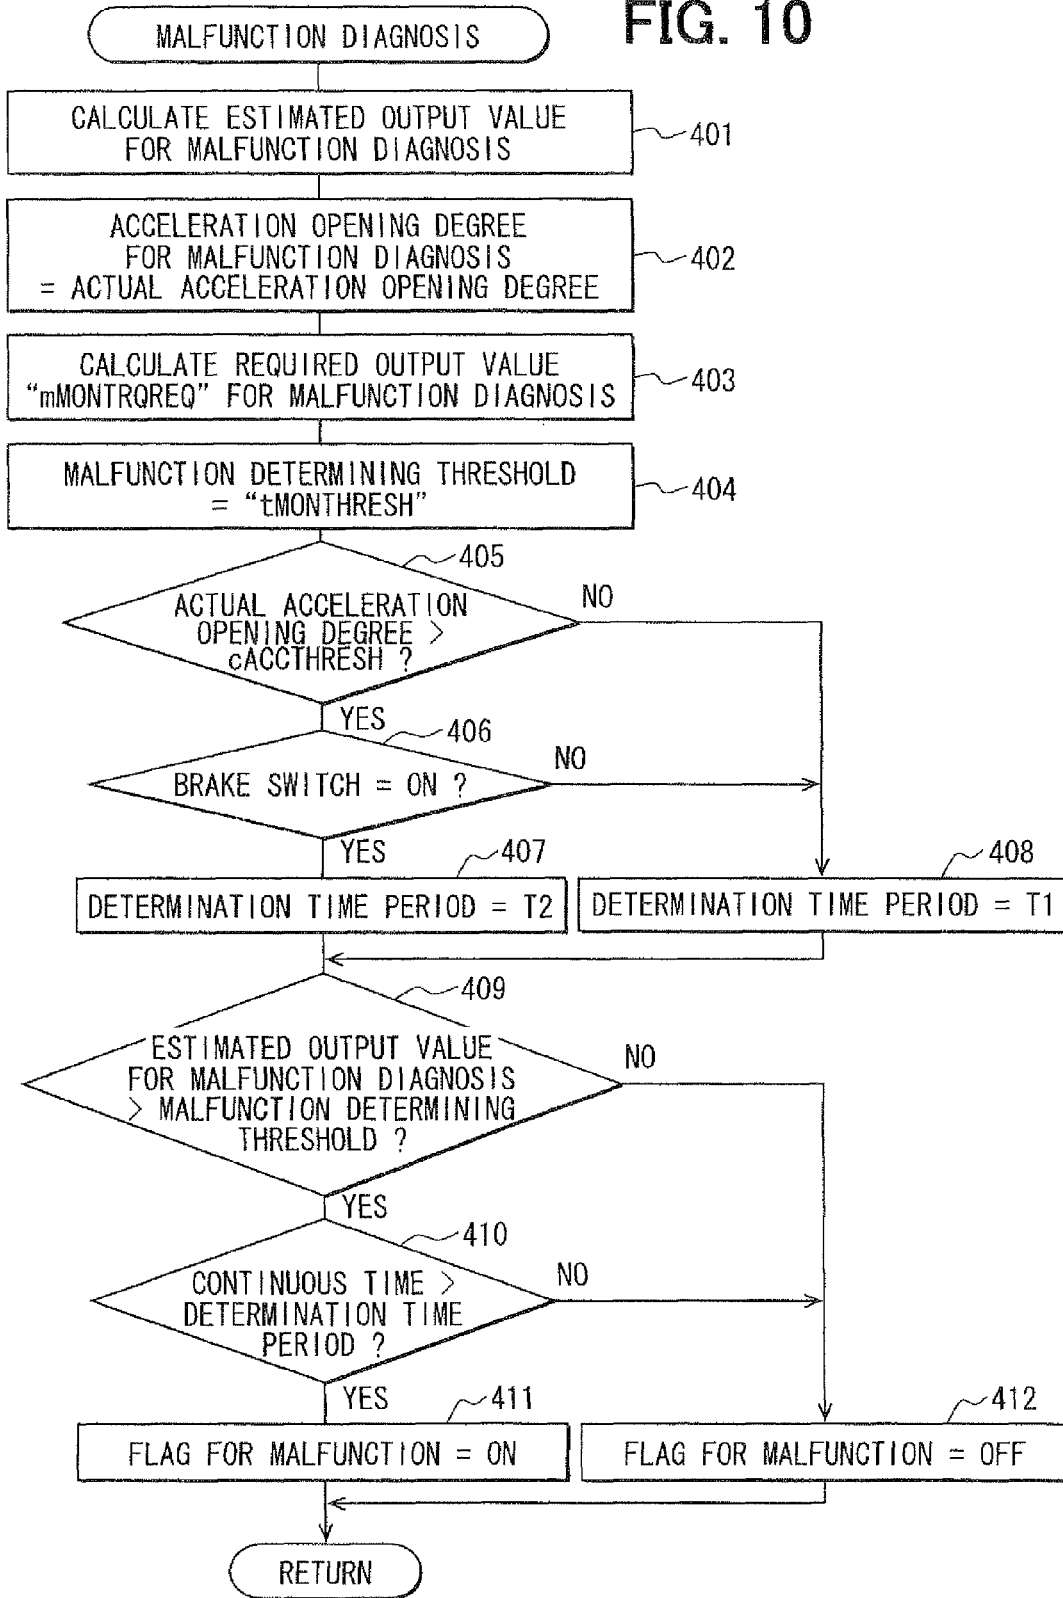 FIG. 10
MALFUNCTION DIAGNOSIS
CALCULATE ESTIMATED OUTPUT VALUE
FOR MALFUNCTION DIAGNOSIS
401
ACCELERATION OPENING DEGREE
FOR MALFUNCTION DIAGNOSIS
= ACTUAL ACCELERATION OPENING DEGREE
402
CALCULATE REQUIRED OUTPUT VALUE
“mMONTRQREQ” FOR MALFUNCTION DIAGNOSIS
403
MALFUNCTION DETERMINING THRESHOLD
= “tMONTHRESH”
404
405
ACTUAL ACCELERATION
OPENING DEGREE >
cACCTHRESH ?
NO
YES
406
BRAKE SWITCH = ON ?
NO
YES
407
DETERMINATION TIME PERIOD = T2
408
DETERMINATION TIME PERIOD = T1
409
ESTIMATED OUTPUT VALUE
FOR MALFUNCTION DIAGNOSIS
> MALFUNCTION DETERMINING
THRESHOLD ?
NO
YES
410
CONTINUOUS TIME >
DETERMINATION TIME
PERIOD ?
NO
YES
411
FLAG FOR MALFUNCTION = ON
412
FLAG FOR MALFUNCTION = OFF
RETURN